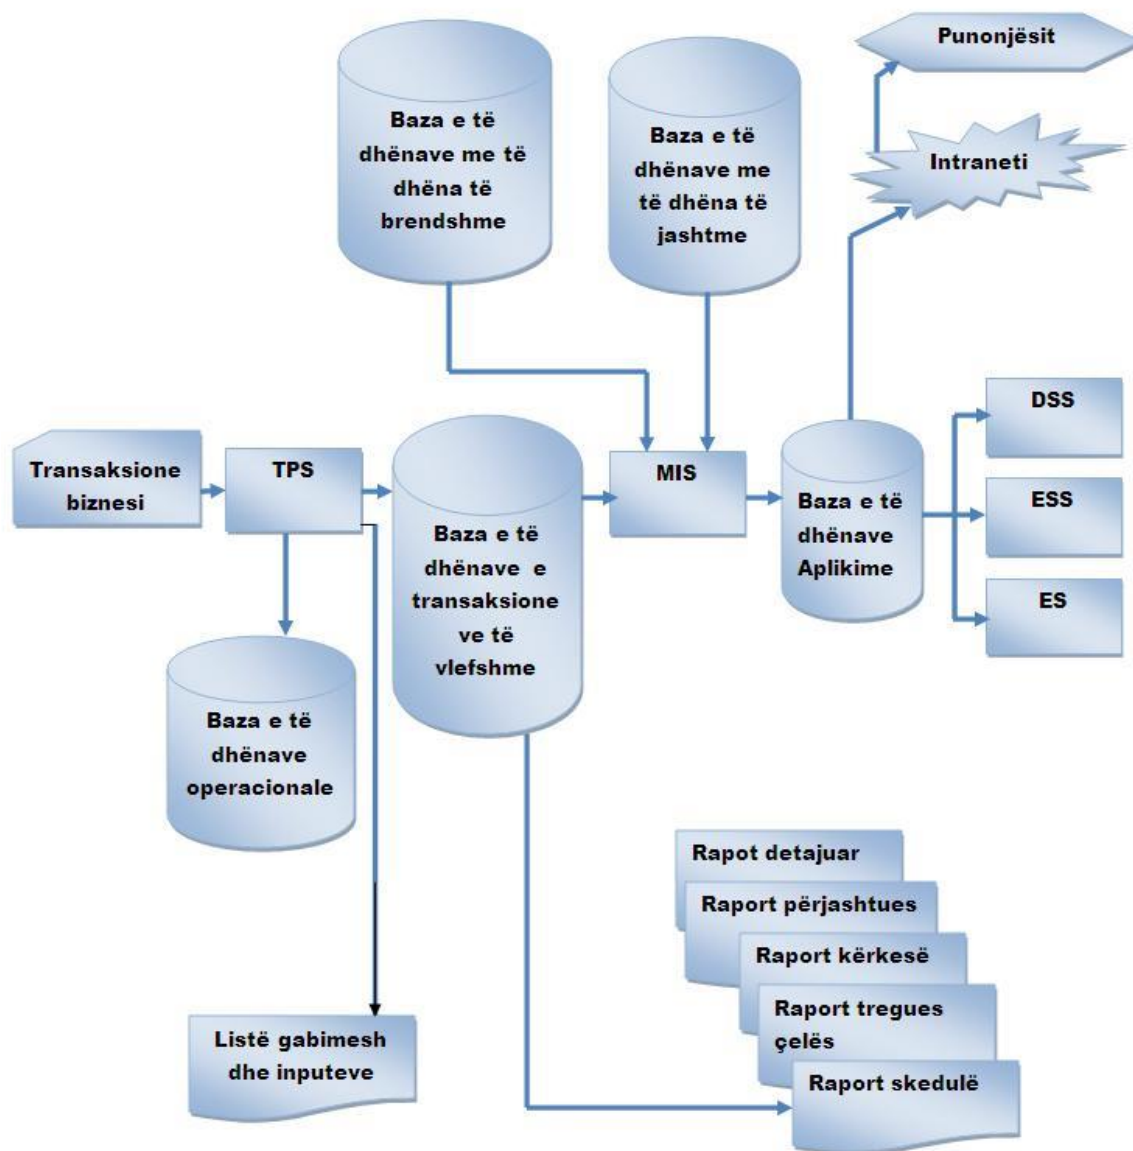 Punonjësit
Intraneti
Baza e të
dhënave me të
dhëna të
brendshme
Baza e të
dhënave me
të dhëna të
jashtme
Transaksione
biznesi
TPS
Baza e të
dhënave e
transaksione
ve të
vlefshme
MIS
Baza e të
dhënave
Aplikime
DSS
ESS
ES
Baza e të
dhënave
operacionale
Listë gabimesh
dhe inputeve
Rapot detajuar
Raport përjashtues
Raport kërkesë
Raport tregues
çelës
Raport skedulë